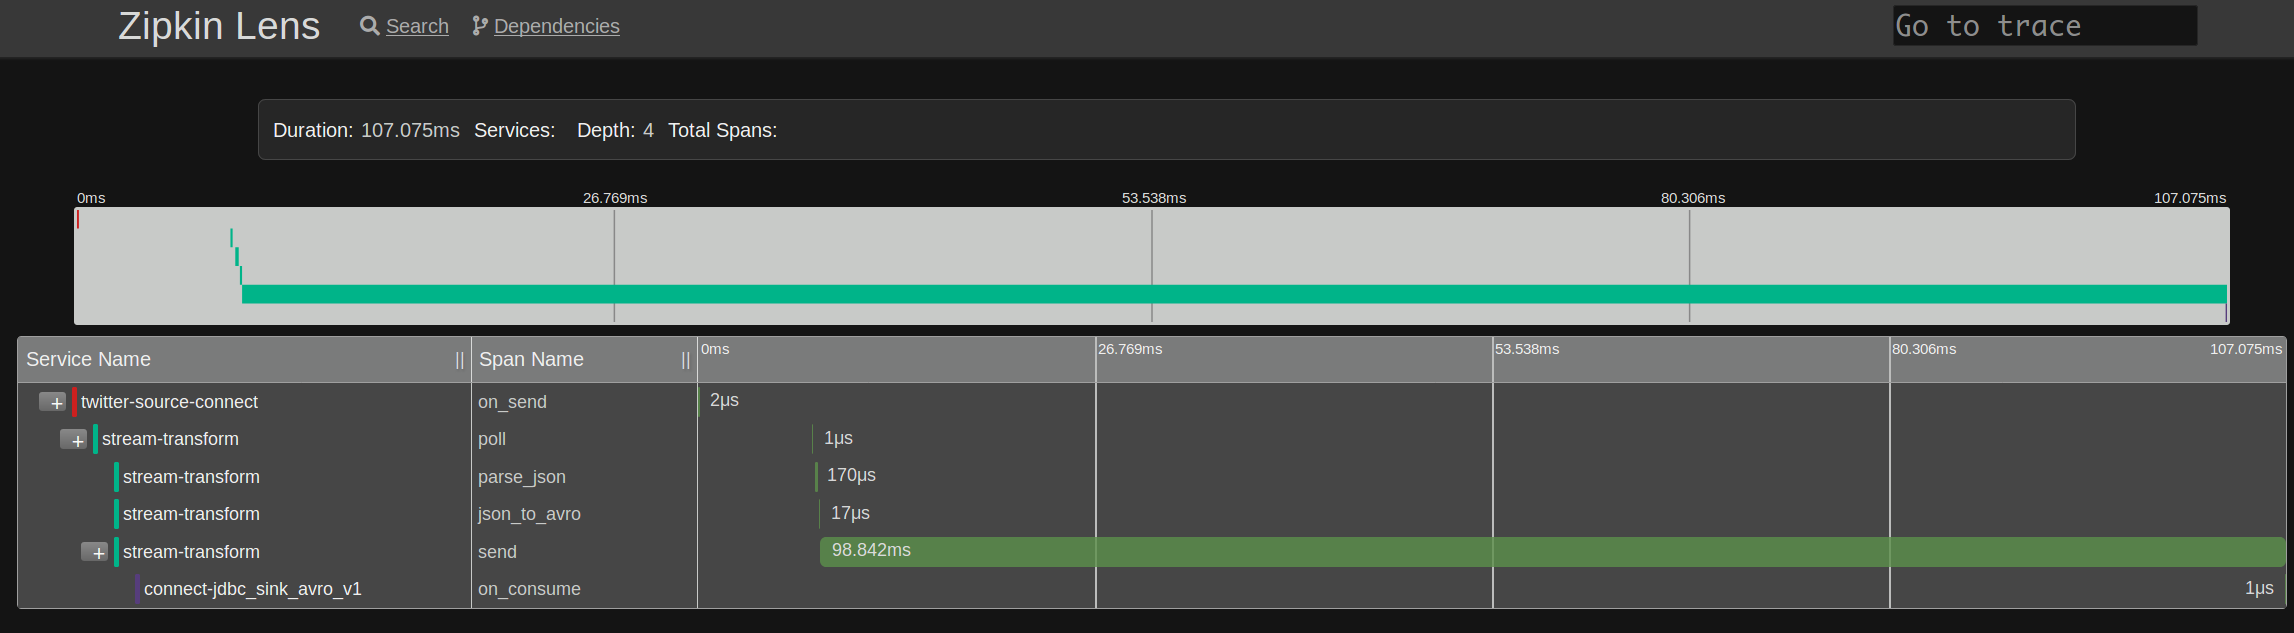 Zipkin Lens Search Dependencies Go to trace
Duration: 107.075ms Services: Depth: 4 Total Spans:
0ms 26.769ms 53.538ms 80.306ms 107.075ms
Service Name || Span Name || 0ms 26.769ms 53.538ms 80.306ms 107.075ms
+ twitter-source-connect on_send 2μs
+ stream-transform poll 1μs
stream-transform parse_json 170μs
stream-transform json_to_avro 17μs
+ stream-transform send 98.842ms
connect-jdbc_sink_avro_v1 on_consume 1μs